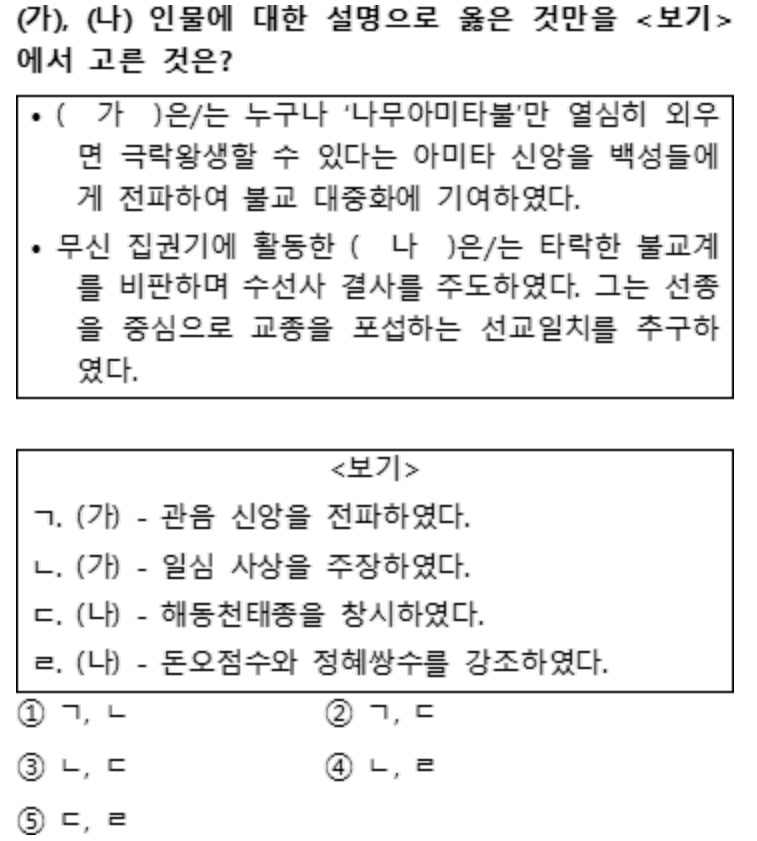 (가), (나) 인물에 대한 설명으로 옳은 것만을 <보기>
에서 고른 것은?
• ( 가 )은/는 누구나 '나무아미타불'만 열심히 외우
면 극락왕생할 수 있다는 아미타 신앙을 백성들에
게 전파하여 불교 대중화에 기여하였다.
• 무신 집권기에 활동한 ( 나 )은/는 타락한 불교계
를 비판하며 수선사 결사를 주도하였다. 그는 선종
을 중심으로 교종을 포섭하는 선교일치를 추구하
였다.
<보기>
ㄱ. (가) - 관음 신앙을 전파하였다.
ㄴ. (가) - 일심 사상을 주장하였다.
ㄷ. (나) - 해동천태종을 창시하였다.
ㄹ. (나) - 돈오점수와 정혜쌍수를 강조하였다.
① ㄱ, ㄴ ② ㄱ, ㄷ
③ ㄴ, ㄷ ④ ㄴ, ㄹ
⑤ ㄷ, ㄹ